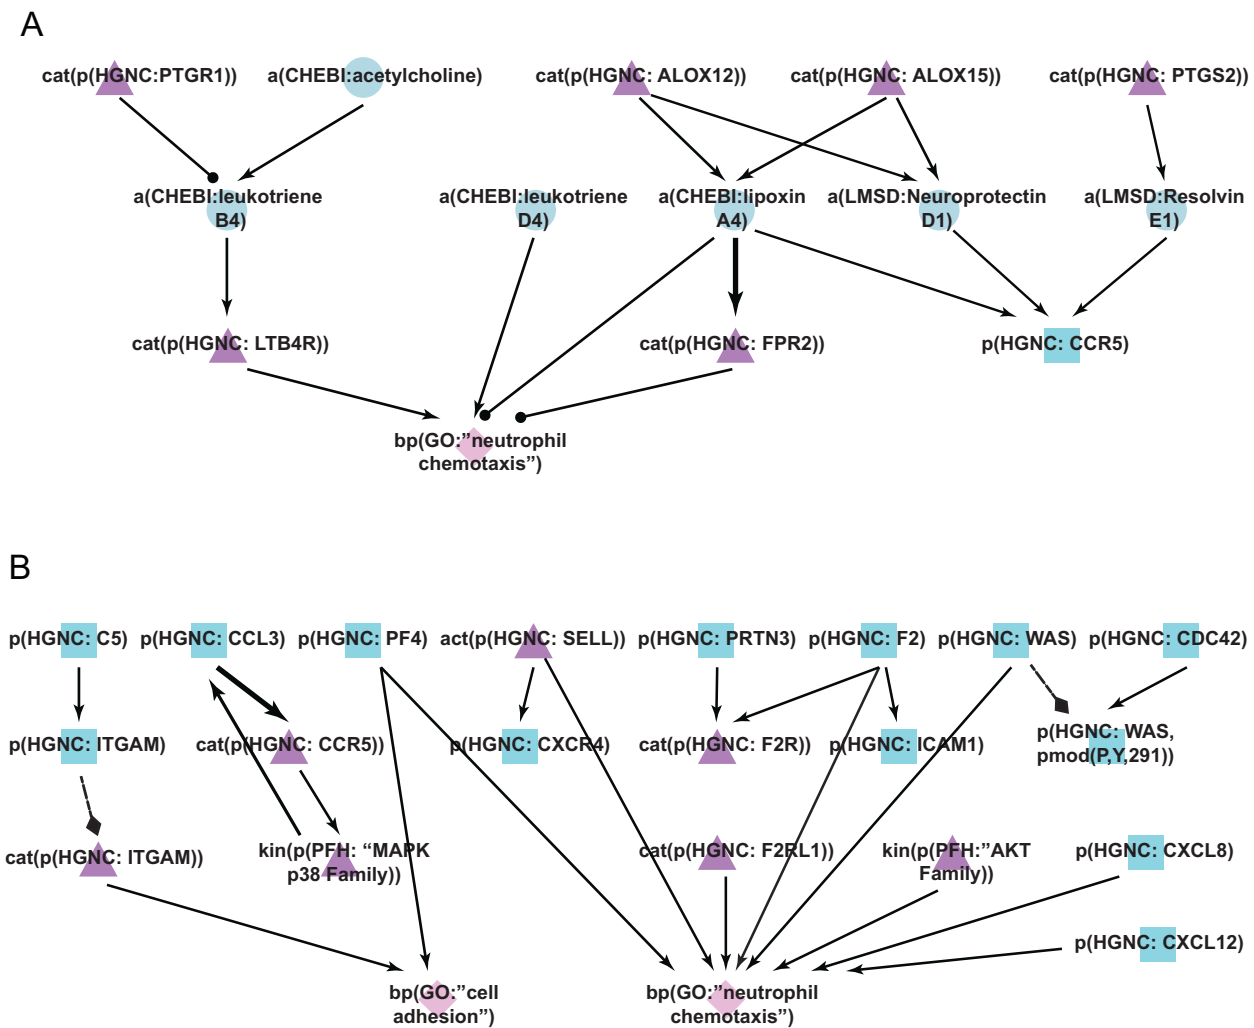 A
cat(p(HGNC:PTGR1)) a(CHEBI:acetylcholine) cat(p(HGNC: ALOX12)) cat(p(HGNC: ALOX15)) cat(p(HGNC: PTGS2))
a(CHEBI:leukotriene B4) a(CHEBI:leukotriene D4) a(CHEBI:lipoxin A4) a(LMSD:Neuroprotectin D1) a(LMSD:Resolvin E1)
cat(p(HGNC: LTB4R)) cat(p(HGNC: FPR2)) p(HGNC: CCR5)
bp(GO:”neutrophil
chemotaxis”)
B
p(HGNC: C5) p(HGNC: CCL3) p(HGNC: PF4) act(p(HGNC: SELL)) p(HGNC: PRTN3) p(HGNC: F2) p(HGNC: WAS) p(HGNC: CDC42)
p(HGNC: ITGAM) cat(p(HGNC: CCR5)) p(HGNC: CXCR4) cat(p(HGNC: F2R)) p(HGNC: ICAM1) p(HGNC: WAS,
pmod(P,Y,291))
cat(p(HGNC: ITGAM)) kin(p(PFH: “MAPK
p38 Family)) cat(p(HGNC: F2RL1)) kin(p(PFH:”AKT
Family)) p(HGNC: CXCL8)
p(HGNC: CXCL12)
bp(GO:”cell
adhesion”)
bp(GO:”neutrophil
chemotaxis”)